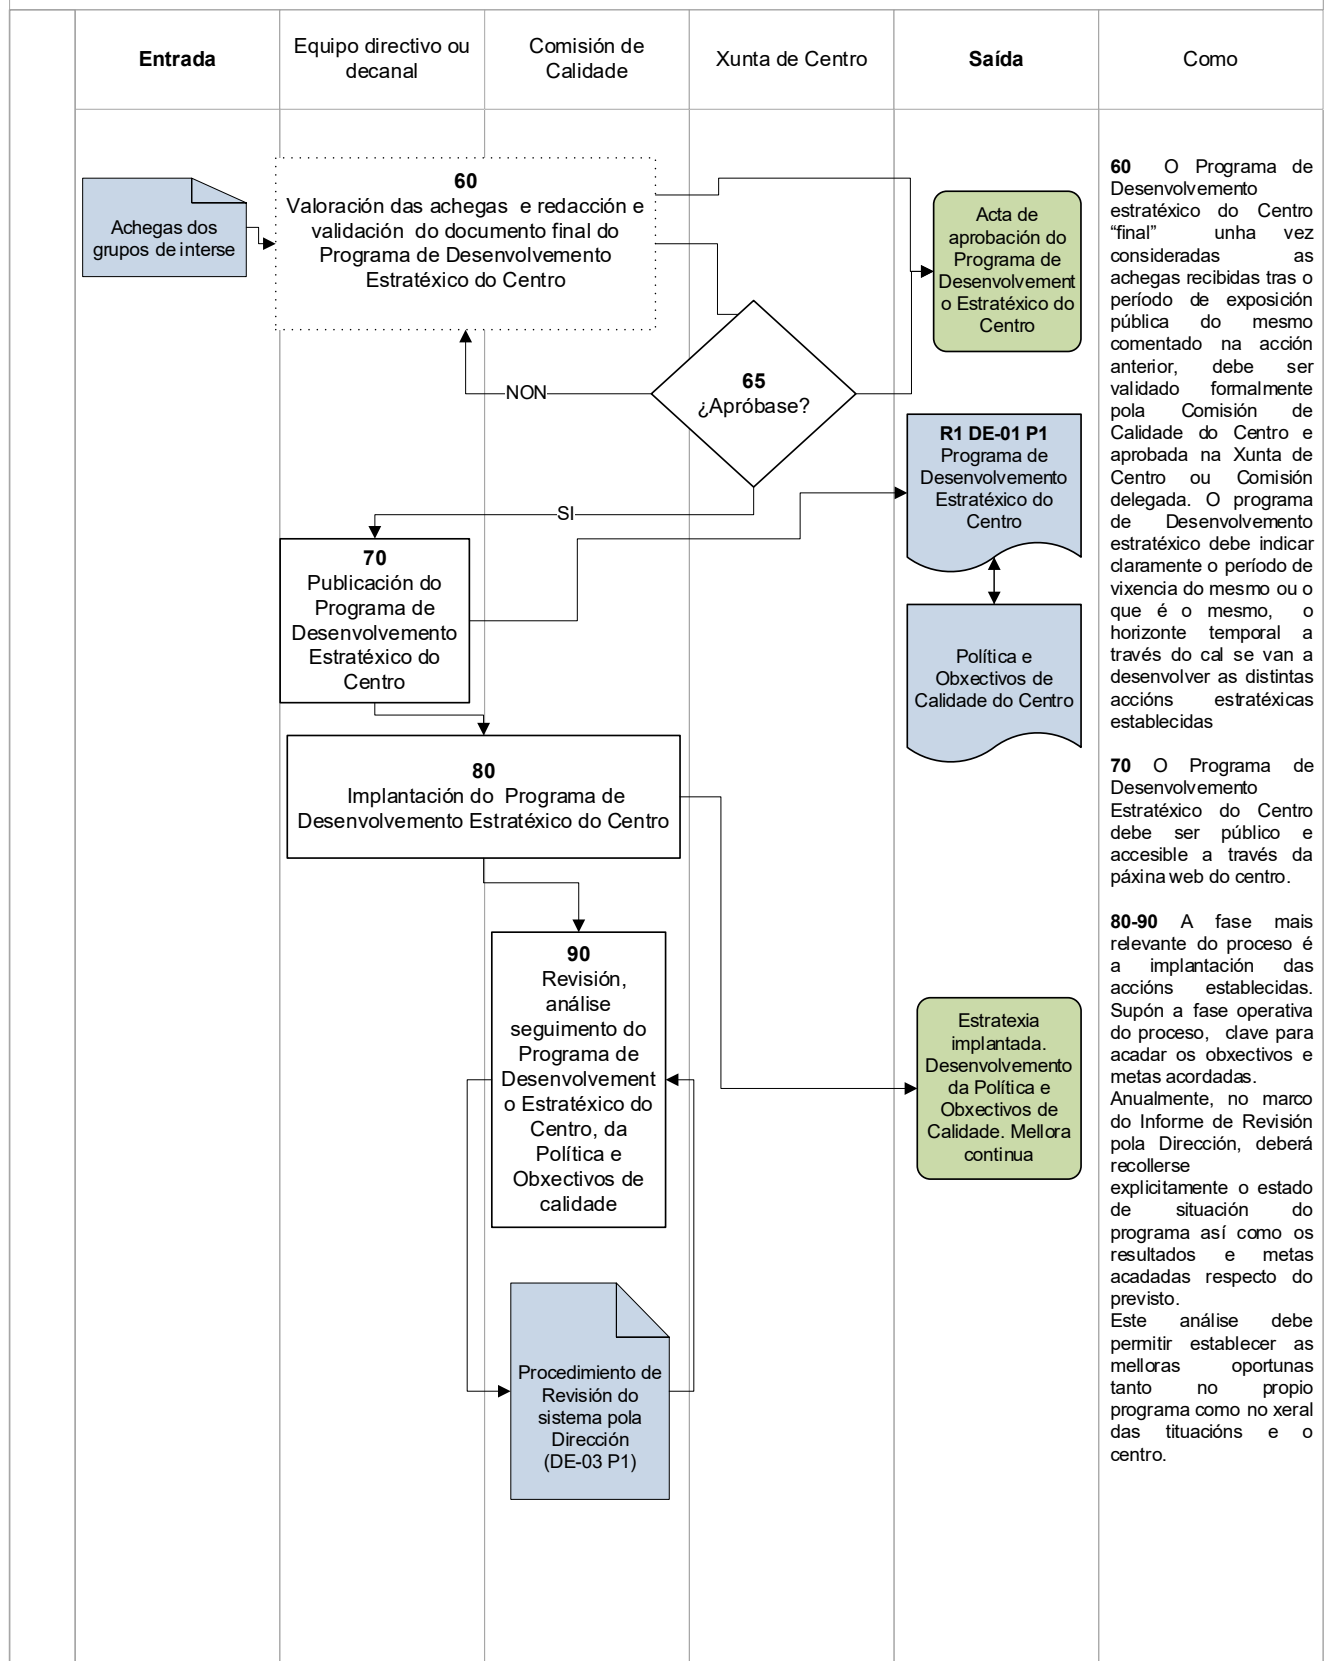 Entrada
Equipo directivo ou
decanal
Comisión de
Calidade
Xunta de Centro
Saída
Como
Achegas dos
grupos de interse
60
Valoración das achegas e redacción e
validación do documento final do
Programa de Desenvolvemento
Estratéxico do Centro
Acta de
aprobación do
Programa de
Desenvolvement
o Estratéxico do
Centro
65
¿Apróbase?
NON
SI
R1 DE-01 P1
Programa de
Desenvolvemento
Estratéxico do
Centro
70
Publicación do
Programa de
Desenvolvemento
Estratéxico do
Centro
Política e
Obxectivos de
Calidade do Centro
80
Implantación do Programa de
Desenvolvemento Estratéxico do Centro
90
Revisión,
análise
seguimento do
Programa de
Desenvolvement
o Estratéxico do
Centro, da
Política e
Obxectivos de
calidade
Estratexia
implantada.
Desenvolvemento
da Política e
Obxectivos de
Calidade. Mellora
continua
Procedimiento de
Revisión do
sistema pola
Dirección
(DE-03 P1)
60 O Programa de
Desenvolvemento
estratéxico do Centro
“final” unha vez
consideradas as
achegas recibidas tras o
período de exposición
pública do mesmo
comentado na acción
anterior, debe ser
validado formalmente
pola Comisión de
Calidade do Centro e
aprobada na Xunta de
Centro ou Comisión
delegada. O programa
de Desenvolvemento
estratéxico debe indicar
claramente o período de
vixencia do mesmo ou o
que é o mesmo, o
horizonte temporal a
través do cal se van a
desenvolver as distintas
accións estratéxicas
establecidas
70 O Programa de
Desenvolvemento
Estratéxico do Centro
debe ser público e
accesible a través da
páxina web do centro.
80-90 A fase mais
relevante do proceso é
a implantación das
accións establecidas.
Supón a fase operativa
do proceso, clave para
acadar os obxectivos e
metas acordadas.
Anualmente, no marco
do Informe de Revisión
pola Dirección, deberá
recollerse
explicitamente o estado
de situación do
programa así como os
resultados e metas
acadadas respecto do
previsto.
Este análise debe
permitir establecer as
melloras oportunas
tanto no propio
programa como no xeral
das tituacións e o
centro.